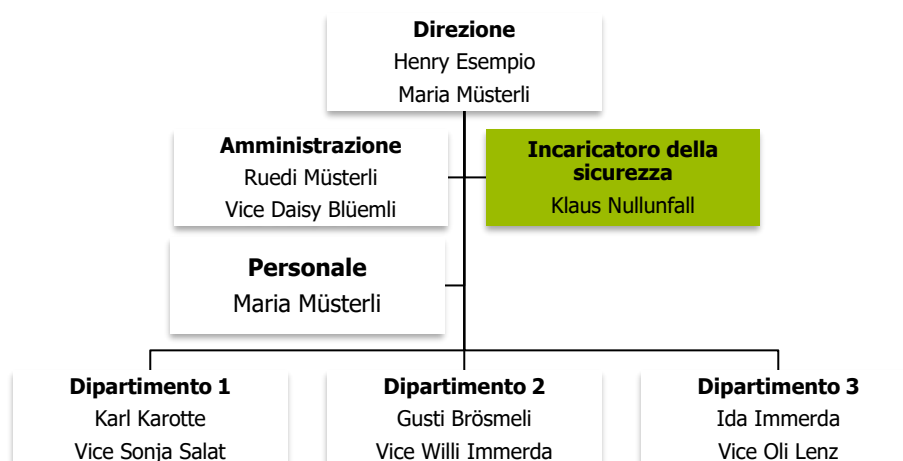 Direzione
Henry Esempio
Maria Müsterli
Amministrazione
Ruedi Müsterli
Vice Daisy Blüemli
Incaricatoro della
sicurezza
Klaus Nullunfall
Personale
Maria Müsterli
Dipartimento 1
Karl Karotte
Vice Sonja Salat
Dipartimento 2
Gusti Brösmeli
Vice Willi Immerda
Dipartimento 3
Ida Immerda
Vice Oli Lenz